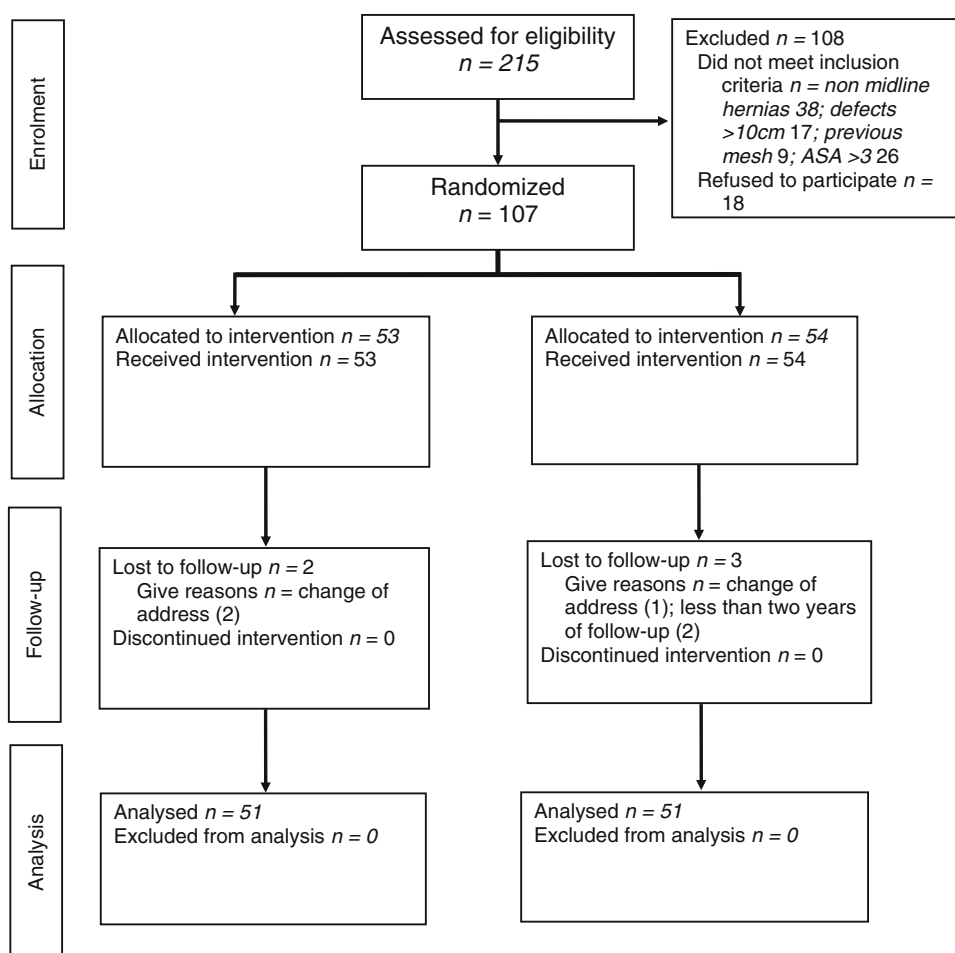 Enrolment
Assessed for eligibility
n = 215
Excluded n = 108
Did not meet inclusion
criteria n = non midline
hernias 38; defects
>10cm 17; previous
mesh 9; ASA >3 26
Refused to participate n =
18
Randomized
n = 107
Allocation
Allocated to intervention n = 53
Received intervention n = 53
Allocated to intervention n = 54
Received intervention n = 54
Follow-up
Lost to follow-up n = 2
Give reasons n = change of
address (2)
Discontinued intervention n = 0
Lost to follow-up n = 3
Give reasons n = change of
address (1); less than two years
of follow-up (2)
Discontinued intervention n = 0
Analysis
Analysed n = 51
Excluded from analysis n = 0
Analysed n = 51
Excluded from analysis n = 0